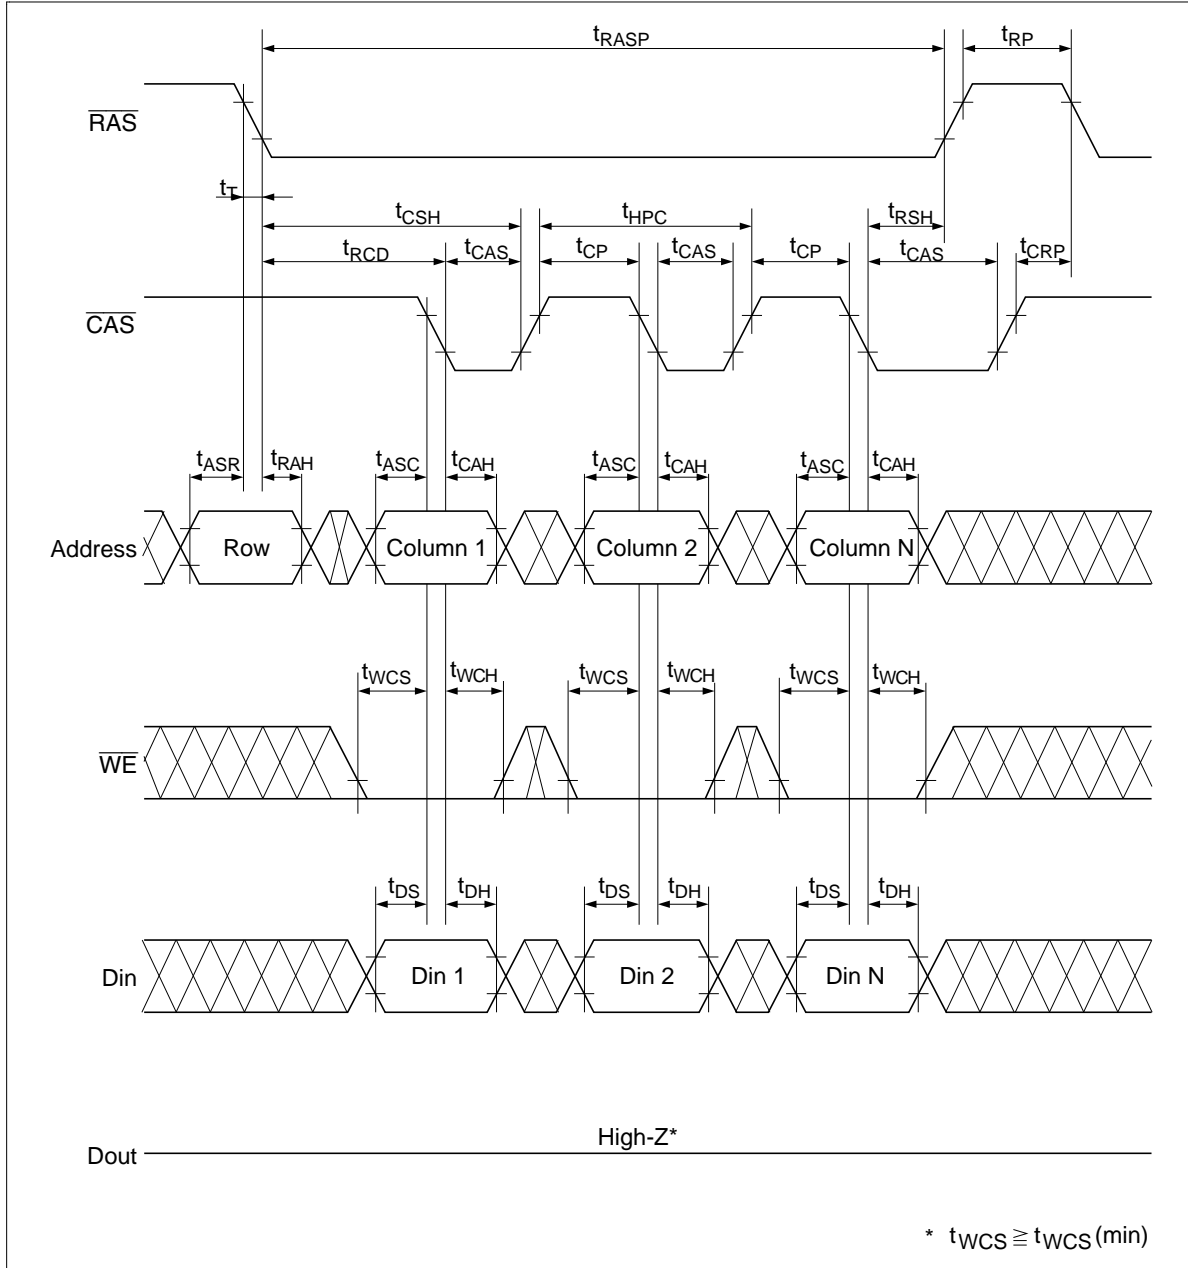 tRASP tRP
RAS
tT
tCSH tHPC tRSH
tRCD tCAS tCP tCAS tCP tCAS tCRP
CAS
tASR tRAH tASC tCAH tASC tCAH tASC tCAH
Address Row Column 1 Column 2 Column N
tWCS tWCH tWCS tWCH tWCS tWCH
WE
tDS tDH tDS tDH tDS tDH
Din Din 1 Din 2 Din N
High-Z*
Dout
* tWCS ≧ tWCS(min)